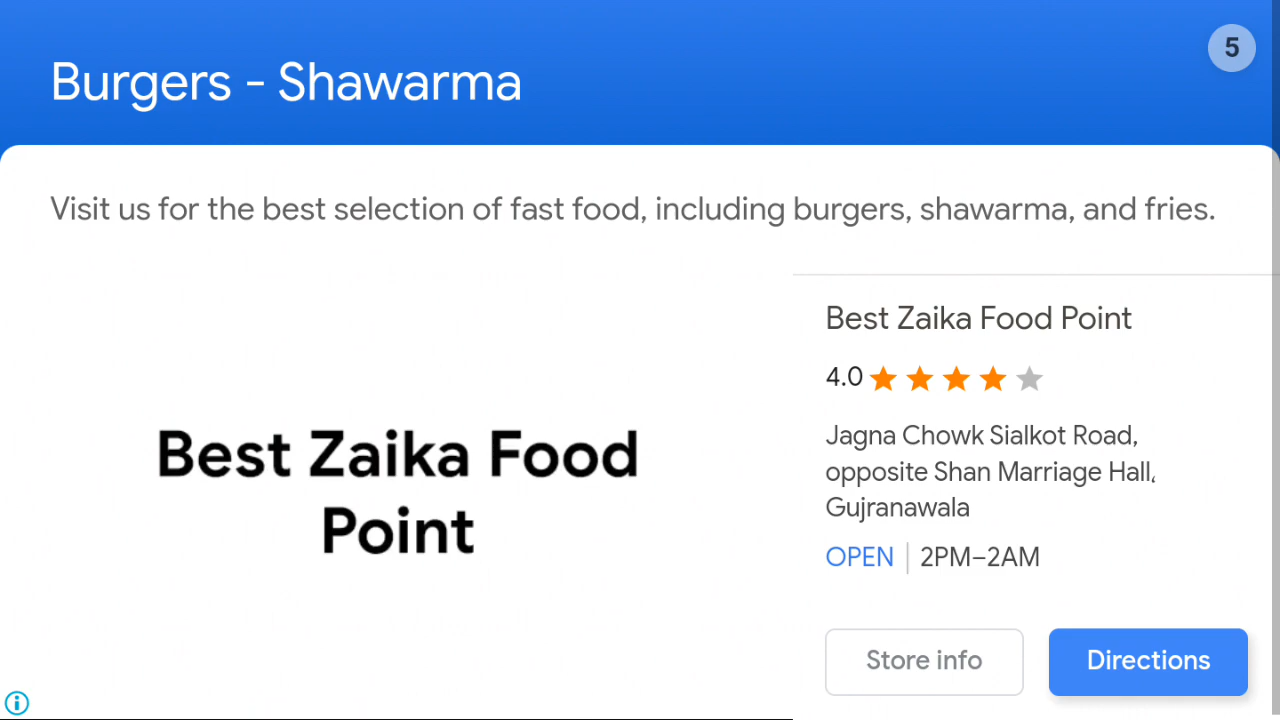 5
Burgers - Shawarma
Visit us for the best selection of fast food, including burgers, shawarma, and fries.
Best Zaika Food
Point
Best Zaika Food Point
4.0
Jagna Chowk Sialkot Road,
opposite Shan Marriage Hall,
Gujranawala
OPEN | 2PM–2AM
Store info
Directions